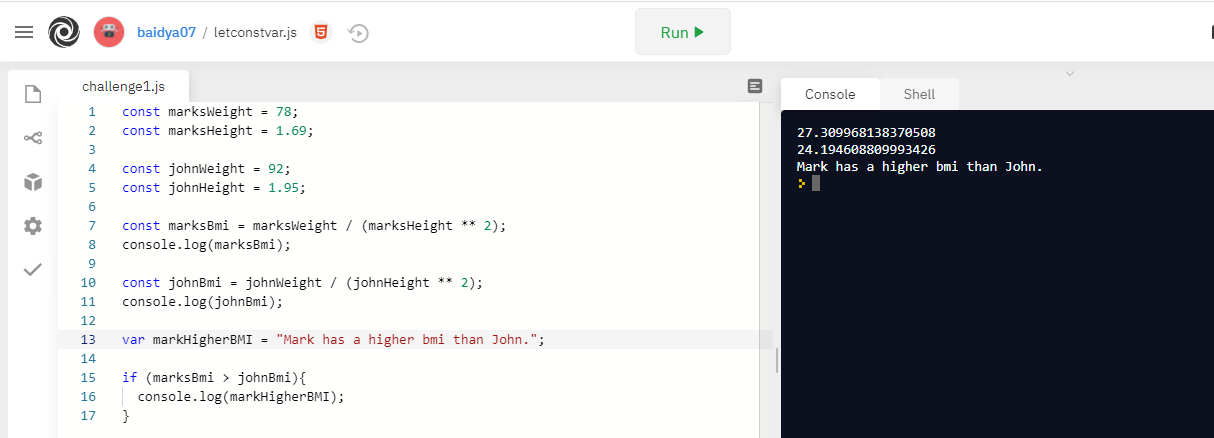 baidya07 / letconstvar.js
Run
challenge1.js
1 const marksWeight = 78;
2 const marksHeight = 1.69;
3
4 const johnWeight = 92;
5 const johnHeight = 1.95;
6
7 const marksBmi = marksWeight / (marksHeight ** 2);
8 console.log(marksBmi);
9
10 const johnBmi = johnWeight / (johnHeight ** 2);
11 console.log(johnBmi);
12
13 var markHigherBMI = "Mark has a higher bmi than John.";
14
15 if (marksBmi > johnBmi){
16 console.log(markHigherBMI);
17 }
Console Shell
27.309968138370508
24.194608809993426
Mark has a higher bmi than John.
>